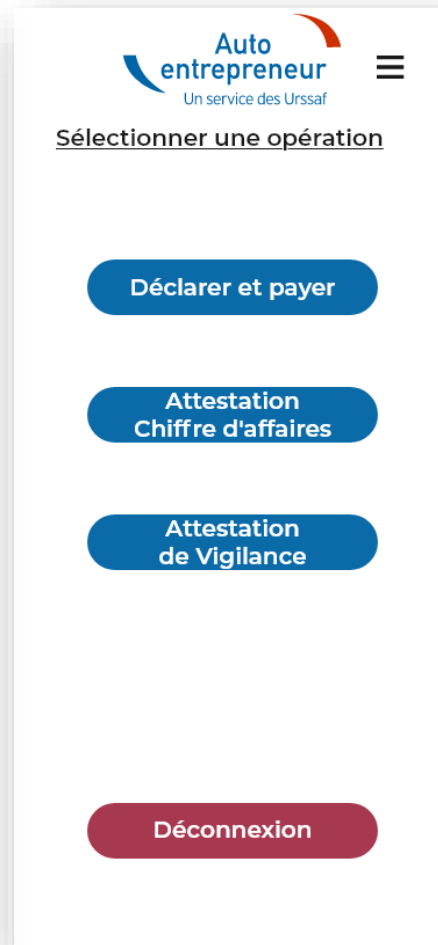 Auto
entrepreneur
Un service des Urssaf
Sélectionner une opération
Déclarer et payer
Attestation
Chiffre d'affaires
Attestation
de Vigilance
Déconnexion